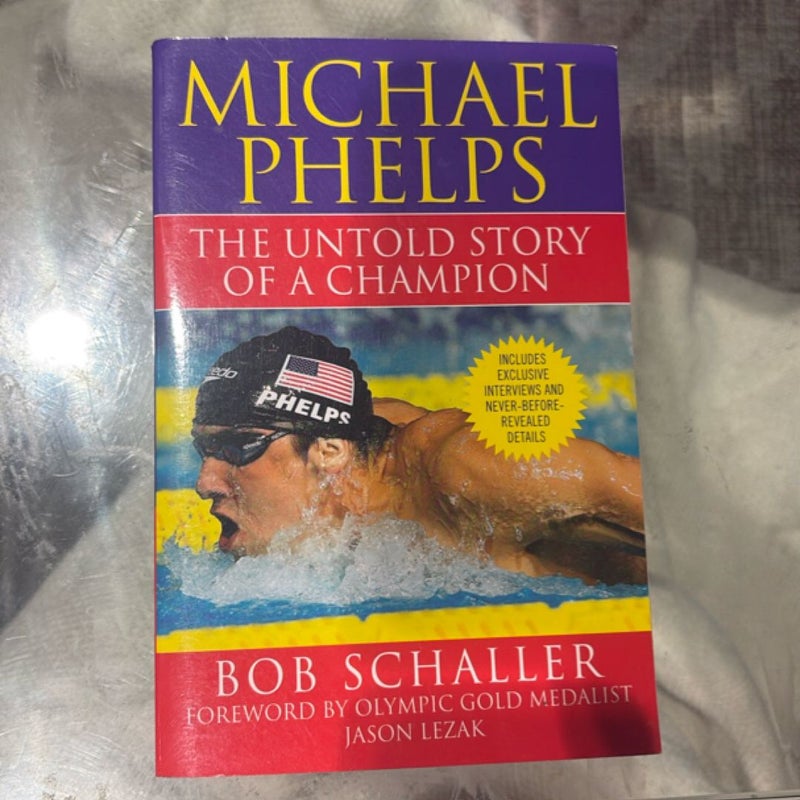 MICHAEL
PHELPS
THE UNTOLD STORY
OF A CHAMPION
INCLUDES
EXCLUSIVE
INTERVIEWS AND
NEVER-BEFORE-
REVEALED
DETAILS
PHELPS
BOB SCHALLER
FOREWORD BY OLYMPIC GOLD MEDALIST
JASON LEZAK